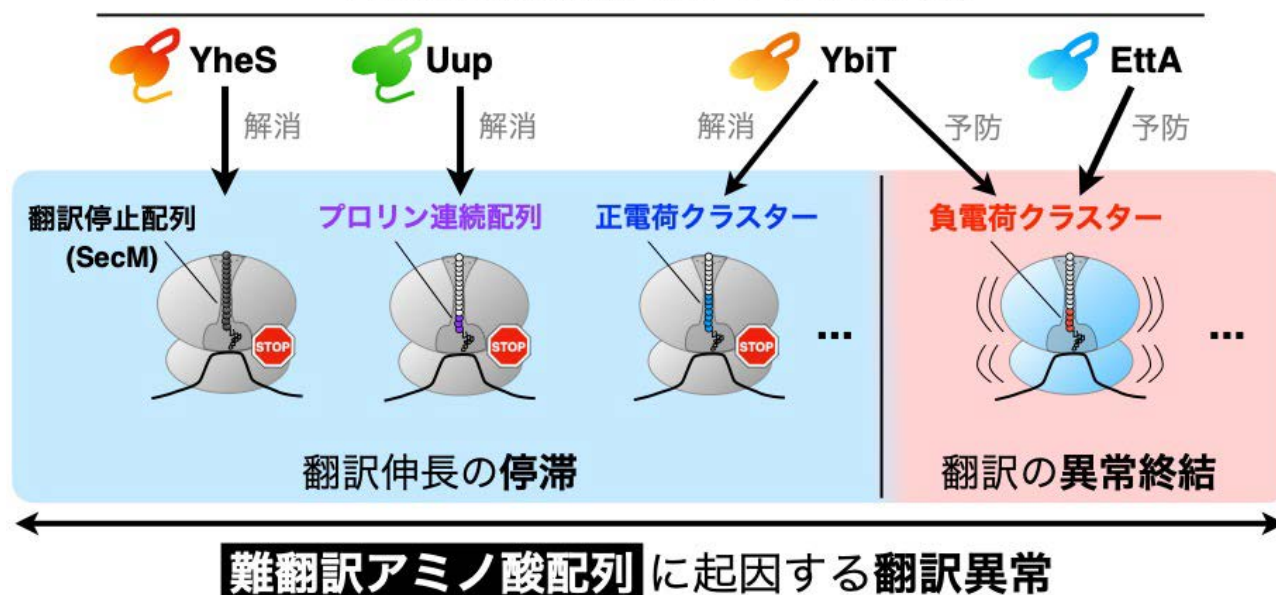 YheS
Uup
YbiT
EttA
解消
解消
解消
予防
予防
翻訳停止配列
(SecM)
プロリン連続配列
正電荷クラスター
負電荷クラスター
STOP
STOP
STOP
...
...
翻訳伸長の停滞
翻訳の異常終結
難翻訳アミノ酸配列に起因する翻訳異常